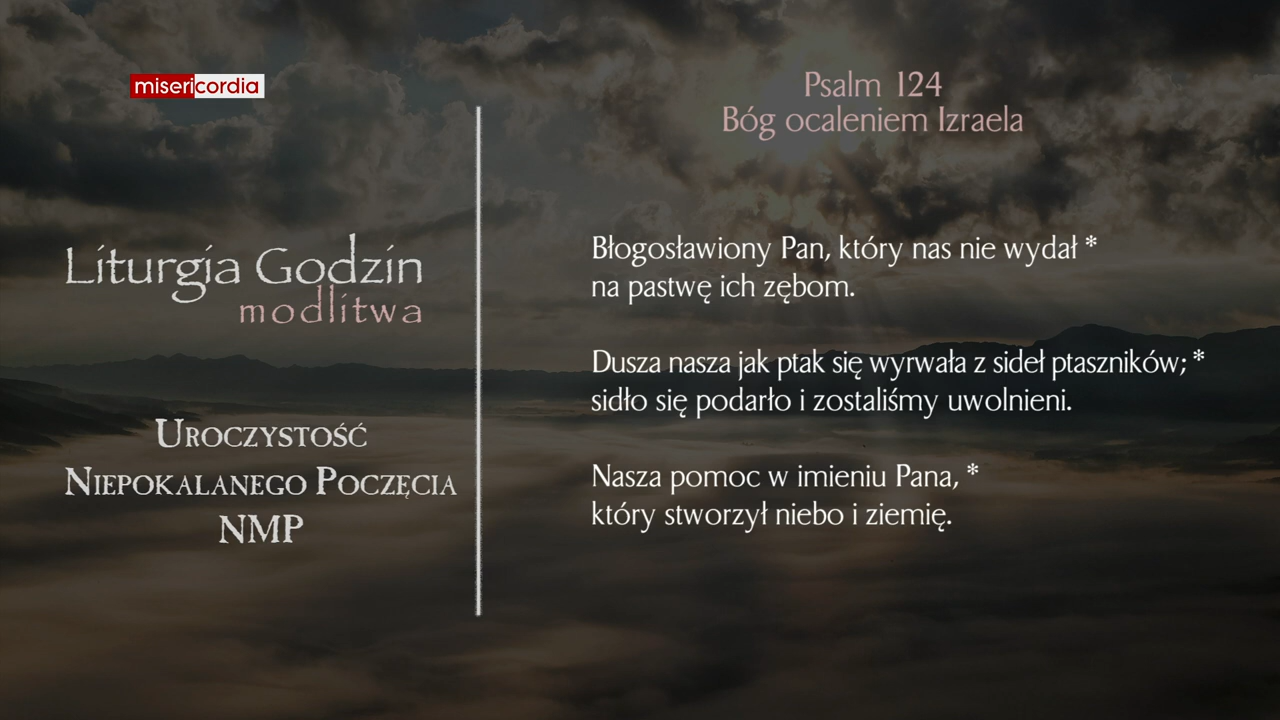 misericordia
Liturgia Godzin
modlitwa
Uroczystość
Niepokalanego Poczęcia
NMP
Psalm 124
Bóg ocaleniem Izraela
Błogosławiony Pan, który nas nie wydał *
na pastwę ich zębom.
Dusza nasza jak ptak się wyrwała z sideł ptaszników; *
sidło się podarło i zostaliśmy uwolnieni.
Nasza pomoc w imieniu Pana, *
który stworzył niebo i ziemię.